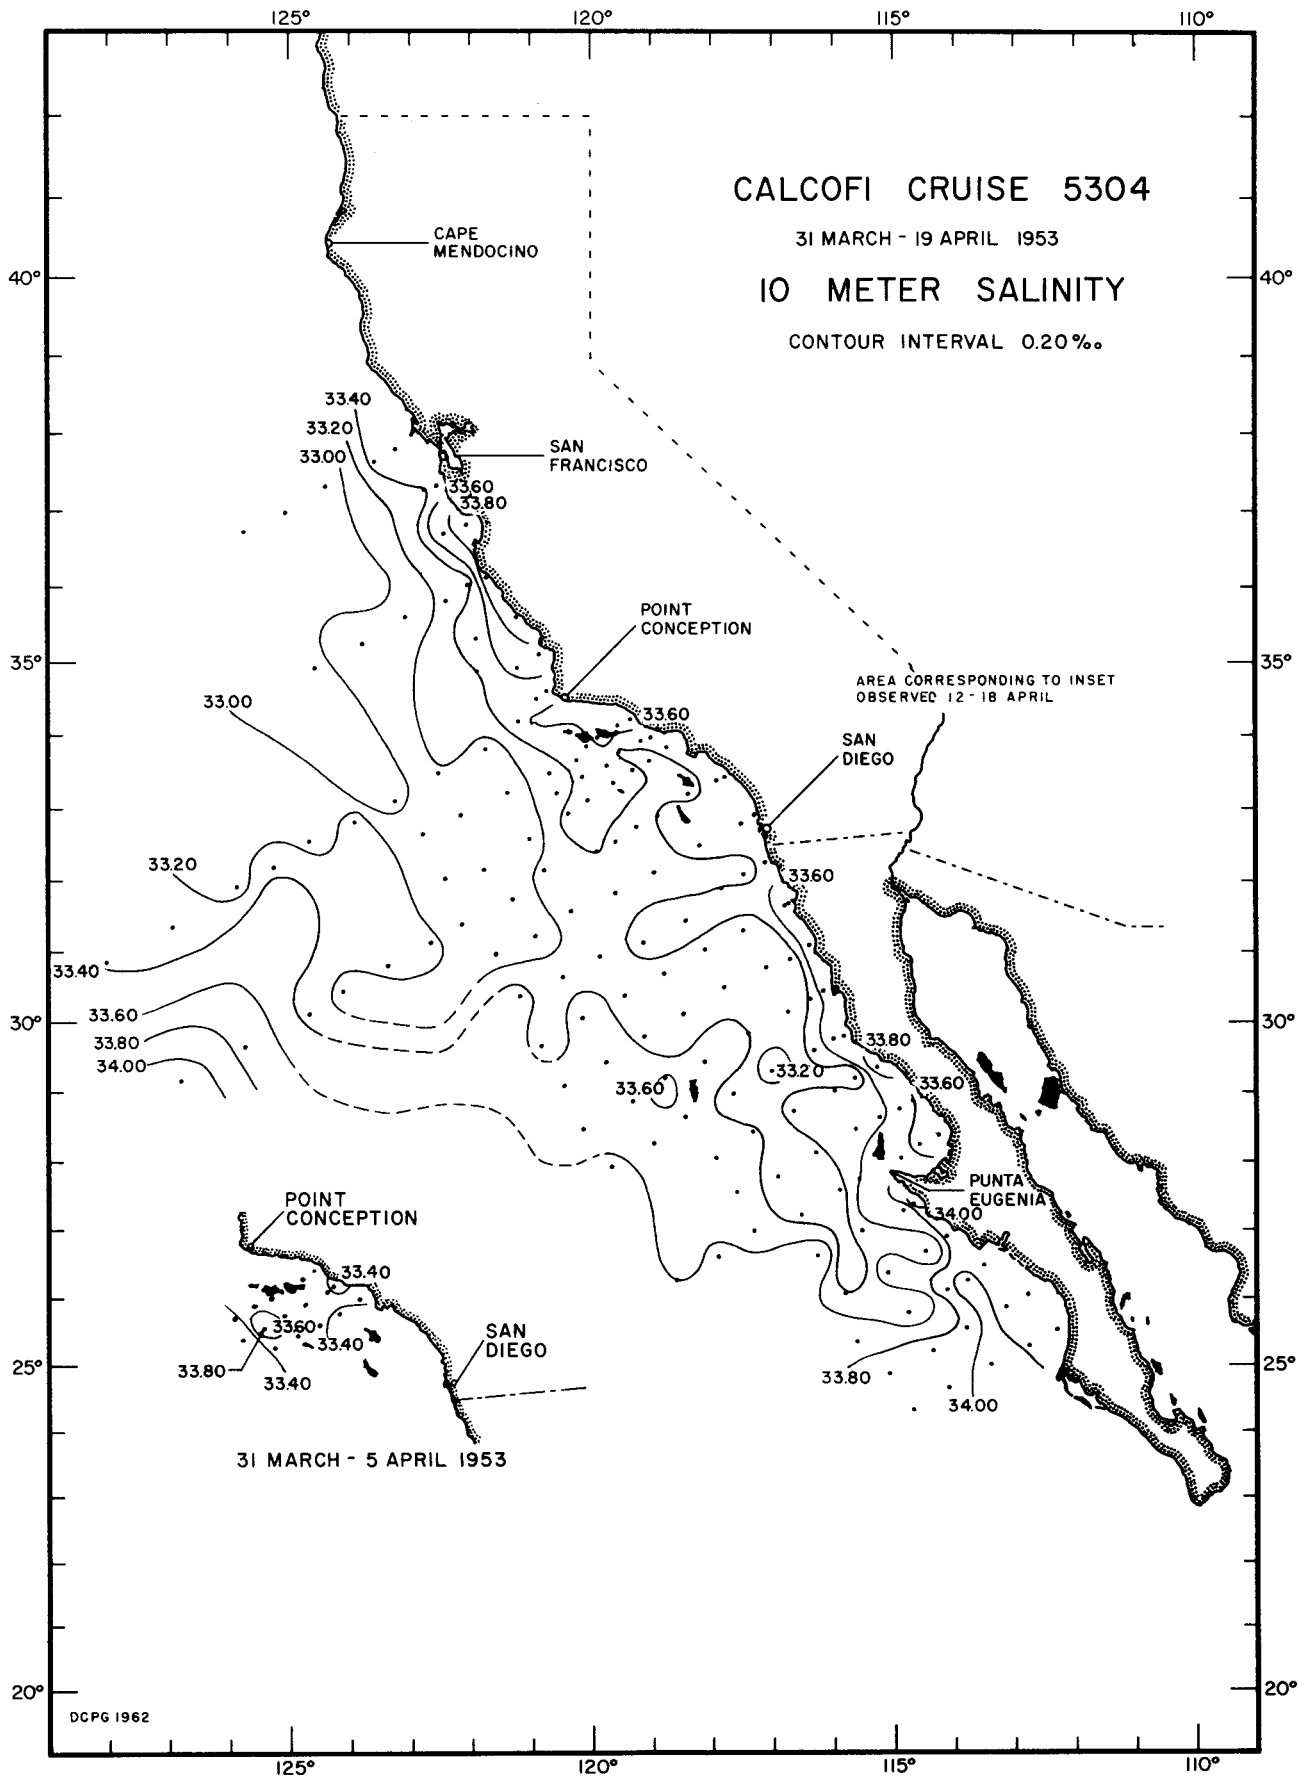 125°
120°
115°
110°
CALCOFI CRUISE 5304
31 MARCH - 19 APRIL 1953
10 METER SALINITY
CONTOUR INTERVAL 0.20‰
CAPE
MENDOCINO
40°
40°
33.40
33.20
33.00
SAN
FRANCISCO
33.60
33.80
POINT
CONCEPTION
35°
35°
AREA CORRESPONDING TO INSET
OBSERVED 12 - 18 APRIL
33.00
33.60
SAN
DIEGO
33.20
33.60
33.40
33.60
30°
30°
33.80
33.80
34.00
33.20
33.60
33.60
PUNTA
EUGENIA
34.00
POINT
CONCEPTION
33.40
33.60
33.40
SAN
DIEGO
33.80
33.40
25°
25°
33.80
34.00
31 MARCH - 5 APRIL 1953
20°
20°
DCPG 1962
125°
120°
115°
110°